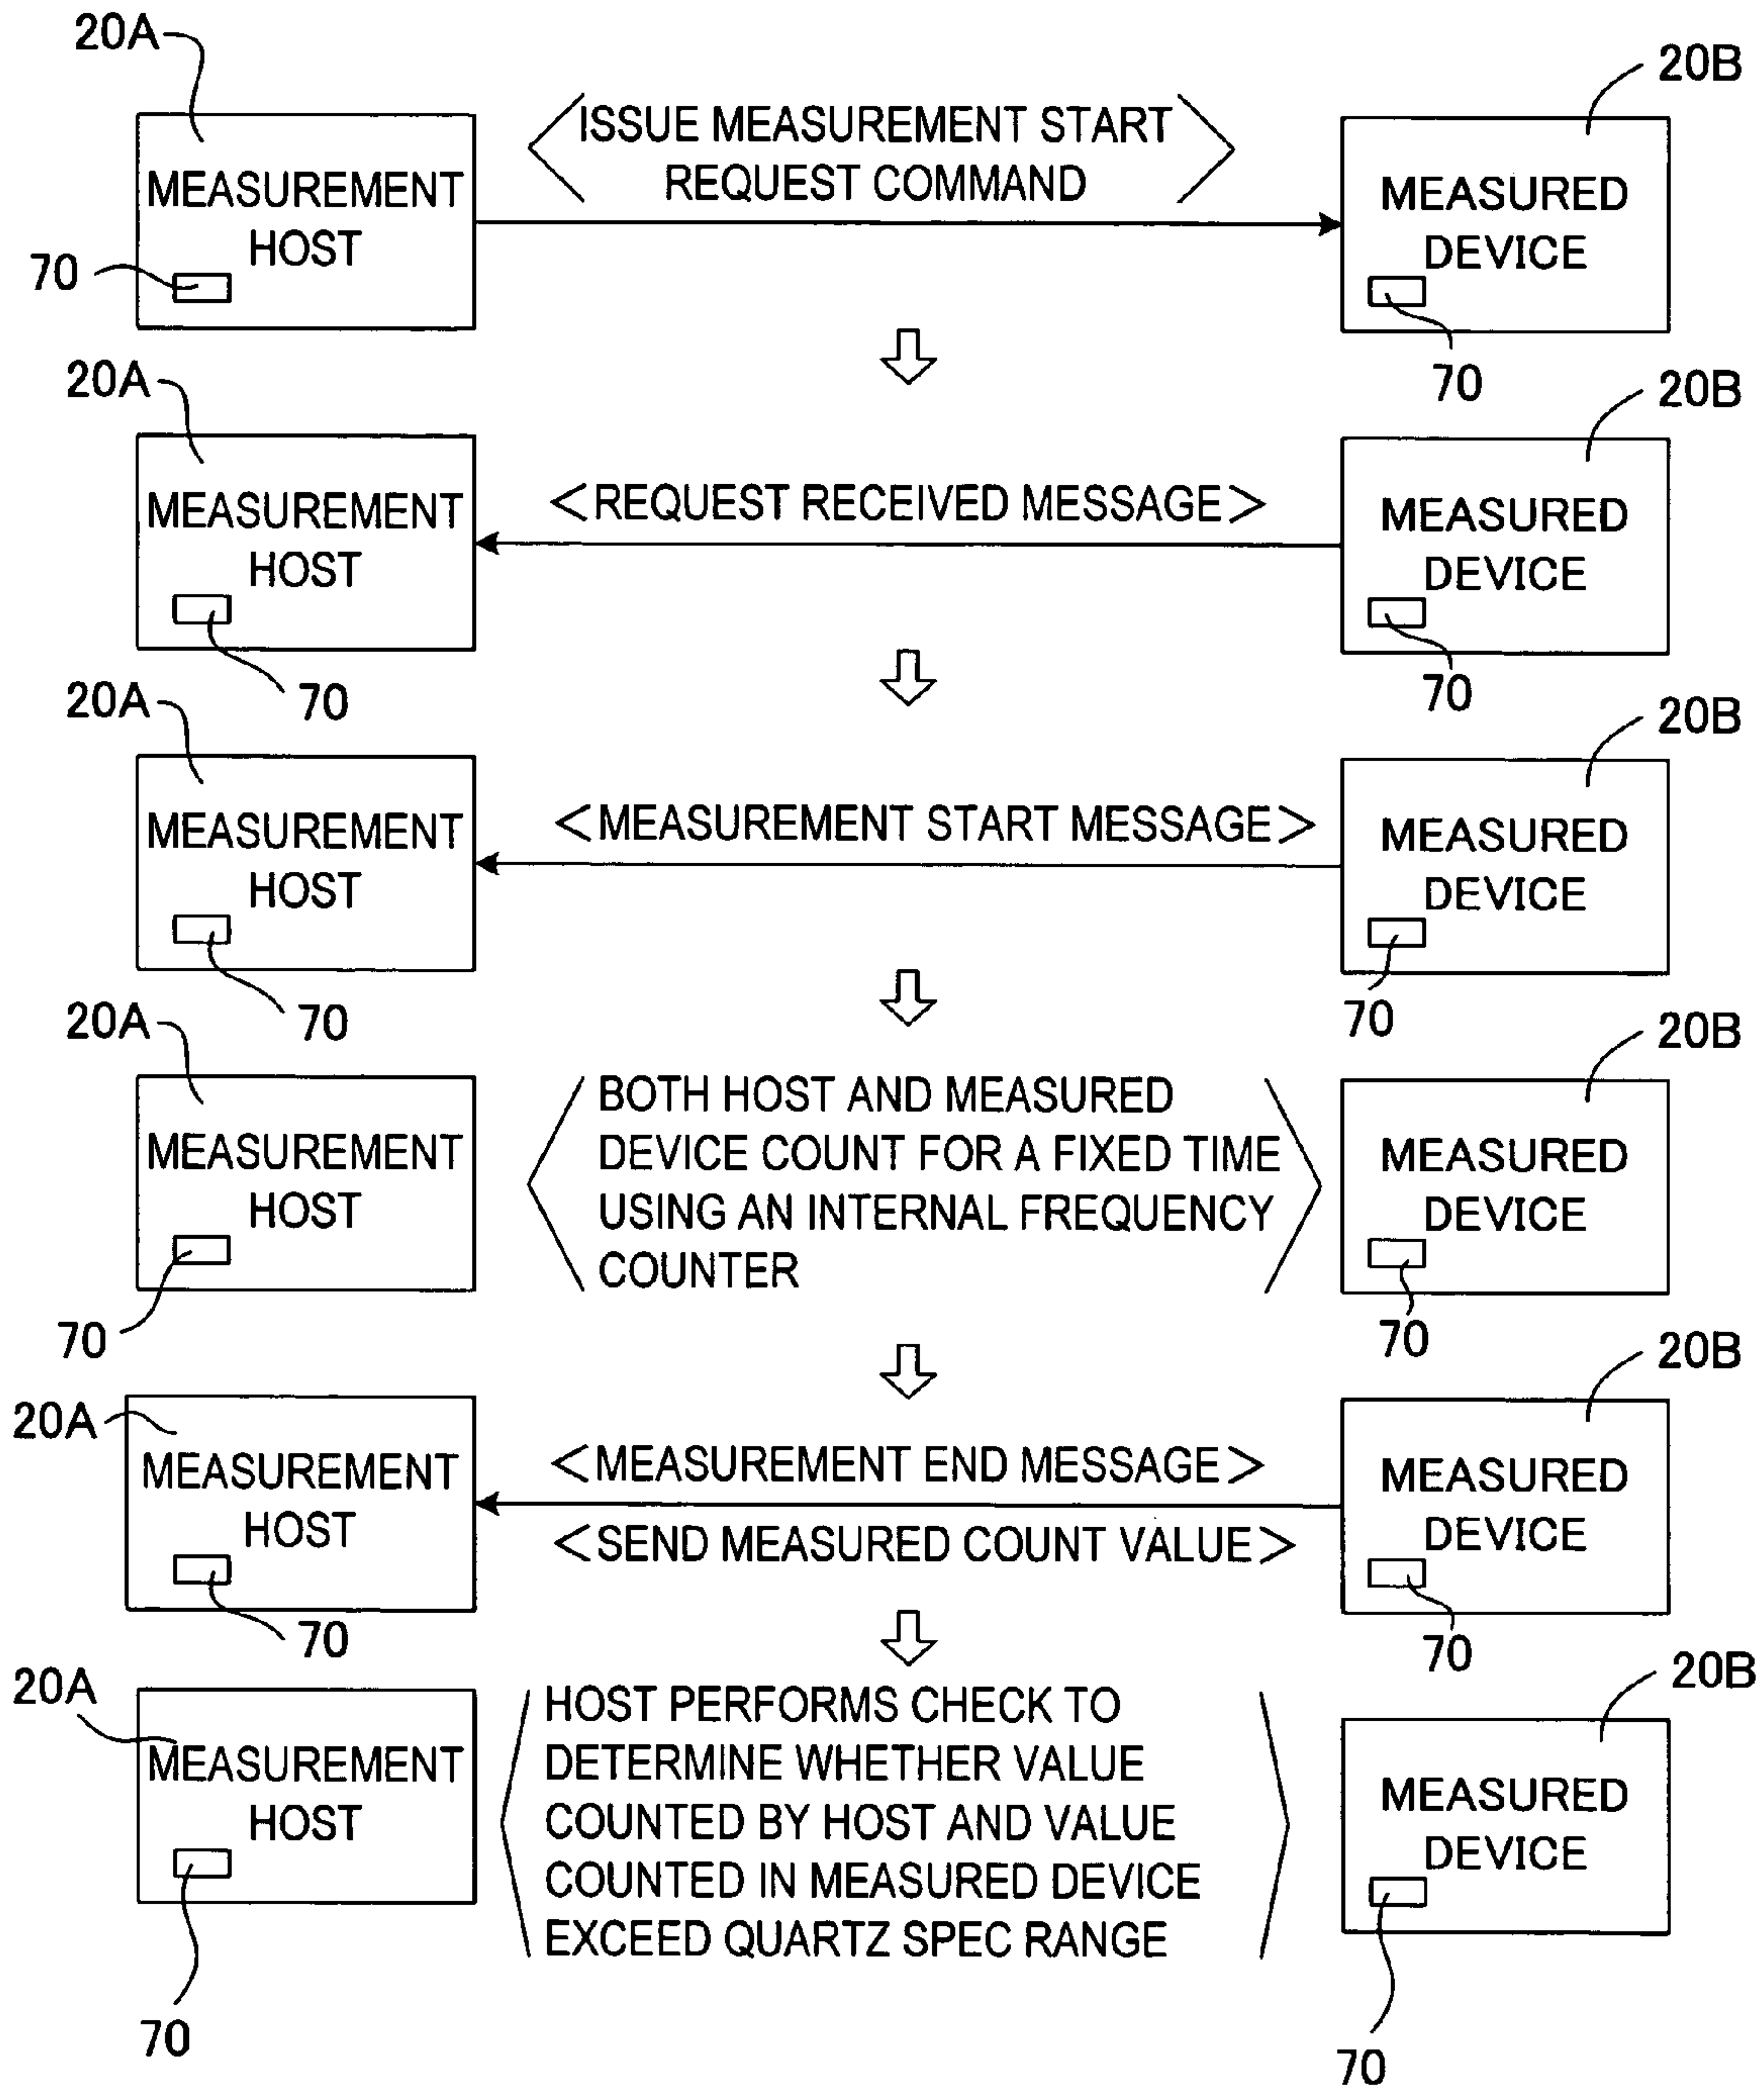 20A
20B
<ISSUE MEASUREMENT START
REQUEST COMMAND>
MEASUREMENT
HOST
70
MEASURED
DEVICE
70
20A
20B
<REQUEST RECEIVED MESSAGE>
MEASUREMENT
HOST
70
MEASURED
DEVICE
70
20A
20B
<MEASUREMENT START MESSAGE>
MEASUREMENT
HOST
70
MEASURED
DEVICE
70
20A
20B
<BOTH HOST AND MEASURED
DEVICE COUNT FOR A FIXED TIME
USING AN INTERNAL FREQUENCY
COUNTER>
MEASUREMENT
HOST
70
MEASURED
DEVICE
70
20A
20B
<MEASUREMENT END MESSAGE>
<SEND MEASURED COUNT VALUE>
MEASUREMENT
HOST
70
MEASURED
DEVICE
70
20A
20B
<HOST PERFORMS CHECK TO
DETERMINE WHETHER VALUE
COUNTED BY HOST AND VALUE
COUNTED IN MEASURED DEVICE
EXCEED QUARTZ SPEC RANGE>
MEASUREMENT
HOST
70
MEASURED
DEVICE
70